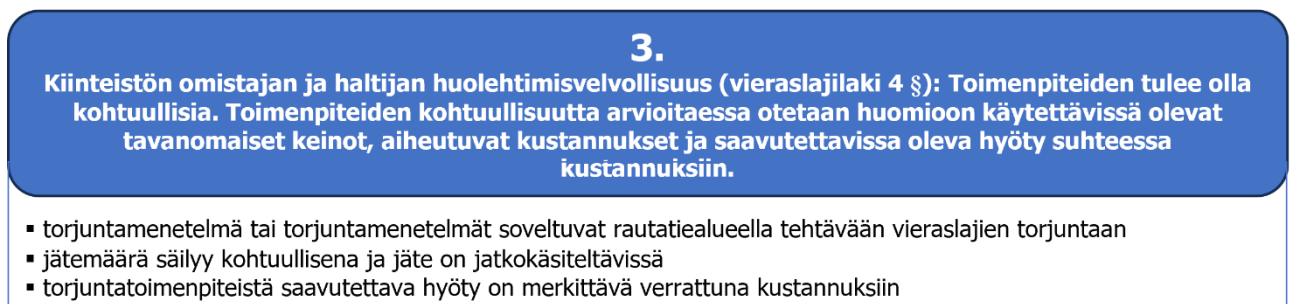 3.
Kiinteistön omistajan ja haltijan huolehtimisvelvollisuus (vieraslajilaki 4 §): Toimenpiteiden tulee olla
kohtuullisia. Toimenpiteiden kohtuullisuutta arvioitaessa otetaan huomioon käytettävissä olevat
tavanomaiset keinot, aiheutuvat kustannukset ja saavutettavissa oleva hyöty suhteessa
kustannuksiin.
▪ torjuntamenetelmä tai torjuntamenetelmät soveltuvat rautatiealueella tehtävään vieraslajien torjuntaan
▪ jätemäärä säilyy kohtuullisena ja jäte on jatkokäsiteltävissä
▪ torjuntatoimenpiteistä saavutettava hyöty on merkittävä verrattuna kustannuksiin